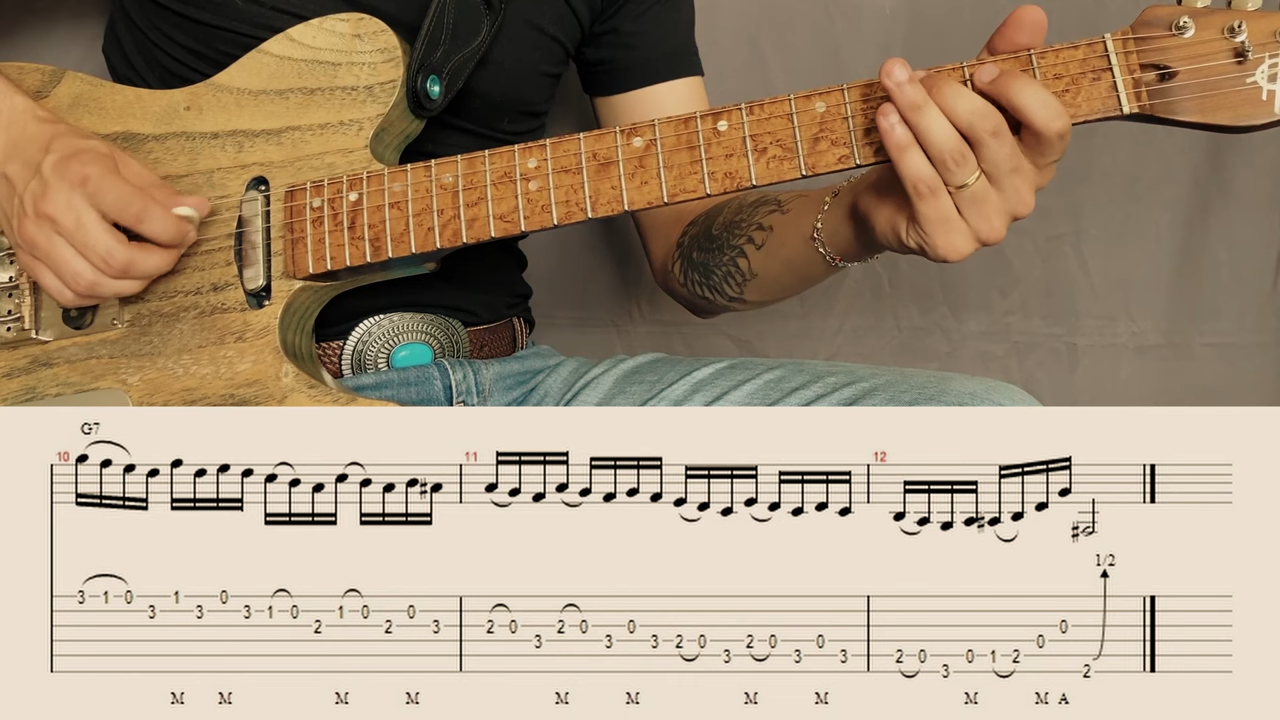 G7
10 11 12
1/2
3 1 0 1 0
3 3 3 1 0 1 0 0
2 2 3 2 0 2 0 0 0
3 3 3 2 0 2 0 0 0
3 3 3 2 0 0 1 2
3 2
M M M M M M M M M M A